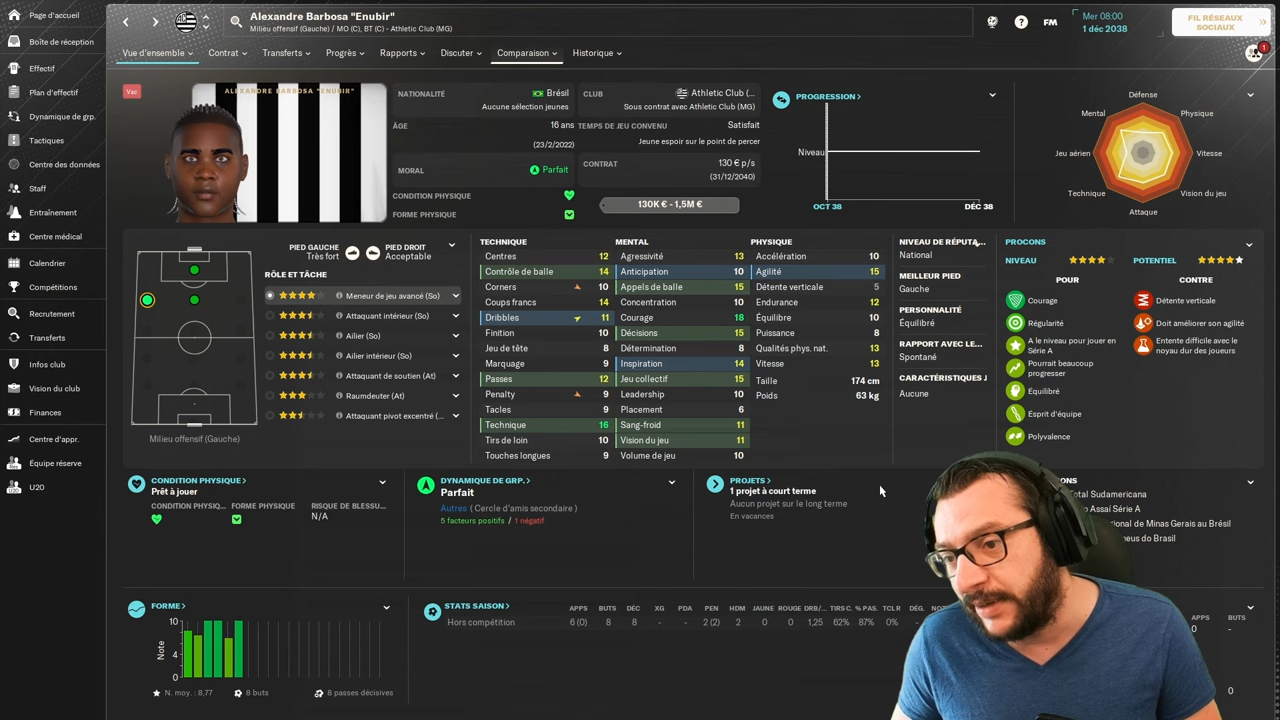 Page d'accueil
Boîte de réception
Effectif
Plan d'effectif
Dynamique de grp.
Tactiques
Centre des données
Staff
Entraînement
Centre médical
Calendrier
Compétitions
Recrutement
Transferts
Infos club
Vision du club
Finances
Centre d'appr.
Équipe réserve
U20
Alexandre Barbosa "Enubir"
Milieu offensif (Gauche) / MO (C), BT (C) - Athletic Club (MG)
FM
Mer 08:00
1 déc 2038
FIL RÉSEAUX
SOCIAUX
1
Vue d'ensemble
Contrat
Transferts
Progrès
Rapports
Discuter
Comparaison
Historique
Vac
ALEXANDRE BARBOSA "ENUBIR"
NATIONALITÉ
Brésil
Aucune sélection jeunes
ÂGE
16 ans
(23/2/2022)
MORAL
Parfait
CONDITION PHYSIQUE
FORME PHYSIQUE
CLUB
Athletic Club (...
Sous contrat avec Athletic Club (MG)
TEMPS DE JEU CONVENU
Satisfait
Jeune espoir sur le point de percer
CONTRAT
130 € p/s
(31/12/2040)
130K € - 1,5M €
PROGRESSION
Niveau
OCT 38
DÉC 38
Défense
Mental
Physique
Jeu aérien
Vitesse
Technique
Vision du jeu
Attaque
PIED GAUCHE
Très fort
PIED DROIT
Acceptable
RÔLE ET TÂCHE
Meneur de jeu avancé (So)
Attaquant intérieur (So)
Ailier (So)
Ailier intérieur (So)
Attaquant de soutien (At)
Raumdeuter (At)
Attaquant pivot excentré (...
Milieu offensif (Gauche)
TECHNIQUE
Centres 12
Contrôle de balle 14
Corners 10
Coups francs 14
Dribbles 11
Finition 10
Jeu de tête 8
Marquage 9
Passes 12
Penalty 9
Tacles 9
Technique 16
Tirs de loin 10
Touches longues 9
MENTAL
Agressivité 13
Anticipation 10
Appels de balle 15
Concentration 10
Courage 18
Décisions 15
Détermination 8
Inspiration 14
Jeu collectif 15
Leadership 10
Placement 6
Sang-froid 11
Vision du jeu 11
Volume de jeu 10
PHYSIQUE
Accélération 10
Agilité 15
Détente verticale 5
Endurance 12
Équilibre 10
Puissance 8
Qualités phys. nat. 13
Vitesse 13
Taille 174 cm
Poids 63 kg
NIVEAU DE RÉPUTA...
National
MEILLEUR PIED
Gauche
PERSONNALITÉ
Équilibré
RAPPORT AVEC LE...
Spontané
CARACTÉRISTIQUES J
Aucune
PROCONS
NIVEAU
POTENTIEL
POUR
CONTRE
Courage
Régularité
A le niveau pour jouer en
Série A
Pourrait beaucoup
progresser
Équilibré
Esprit d'équipe
Polyvalence
Détente verticale
Doit améliorer son agilité
Entente difficile avec le
noyau dur des joueurs
CONDITION PHYSIQUE
Prêt à jouer
CONDITION PHYSIQ...
FORME PHYSIQUE
RISQUE DE BLESSU...
N/A
DYNAMIQUE DE GRP.
Parfait
Autres ( Cercle d'amis secondaire )
5 facteurs positifs / 1 négatif
PROJETS
1 projet à court terme
Aucun projet sur le long terme
En vacances
Sudamericana
Assaí Série A
de Minas Gerais au Brésil
do Brasil
FORME
Note
10
4
0
N. moy. : 8,77
8 buts
8 passes décisives
STATS SAISON
APPS BUTS DÉC XG PDA PEN HDM JAUNE ROUGE DRB/... TIRS C. % PAS. TCLR DÉG.
Hors compétition 6 (0) 8 8 - - 2 (2) 2 0 0 1,25 62% 87% 0% -
APPS BUTS
0 -
0